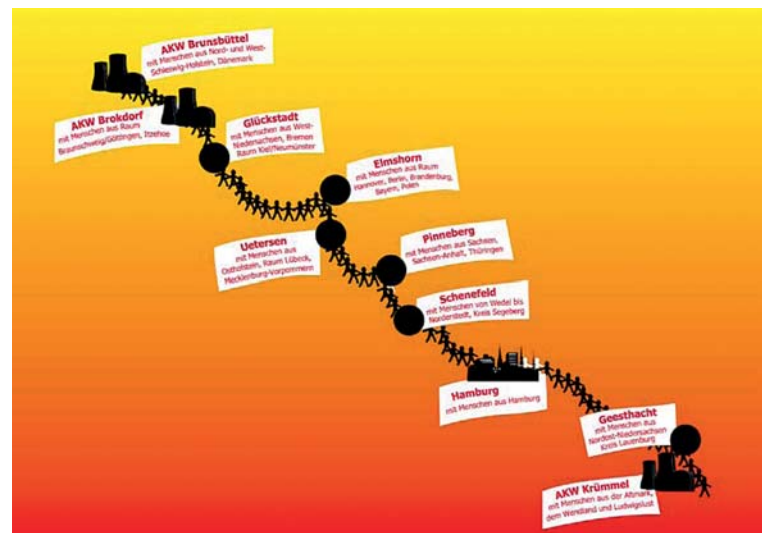 AKW Brunsbüttel
mit Menschen aus Nord- und West-
Schleswig-Holstein, Dänemark
AKW Brokdorf
mit Menschen aus Raum
Braunschweig/Göttingen, Itzehoe
Glückstadt
mit Menschen aus West-
Niedersachsen, Bremen
Raum Kiel/Neumünster
Elmshorn
mit Menschen aus Raum
Hannover, Berlin, Brandenburg,
Bayern, Polen
Uetersen
mit Menschen aus
Ostholstein, Raum Lübeck,
Mecklenburg-Vorpommern
Pinneberg
mit Menschen aus Sachsen,
Sachsen-Anhalt, Thüringen
Schenefeld
mit Menschen von Wedel bis
Norderstedt, Kreis Segeberg
Hamburg
mit Menschen aus Hamburg
Geesthacht
mit Menschen aus
Nordost-Niedersachsen
Kreis Lauenburg
AKW Krümmel
mit Menschen aus der Altmark,
dem Wendland und Ludwigslust